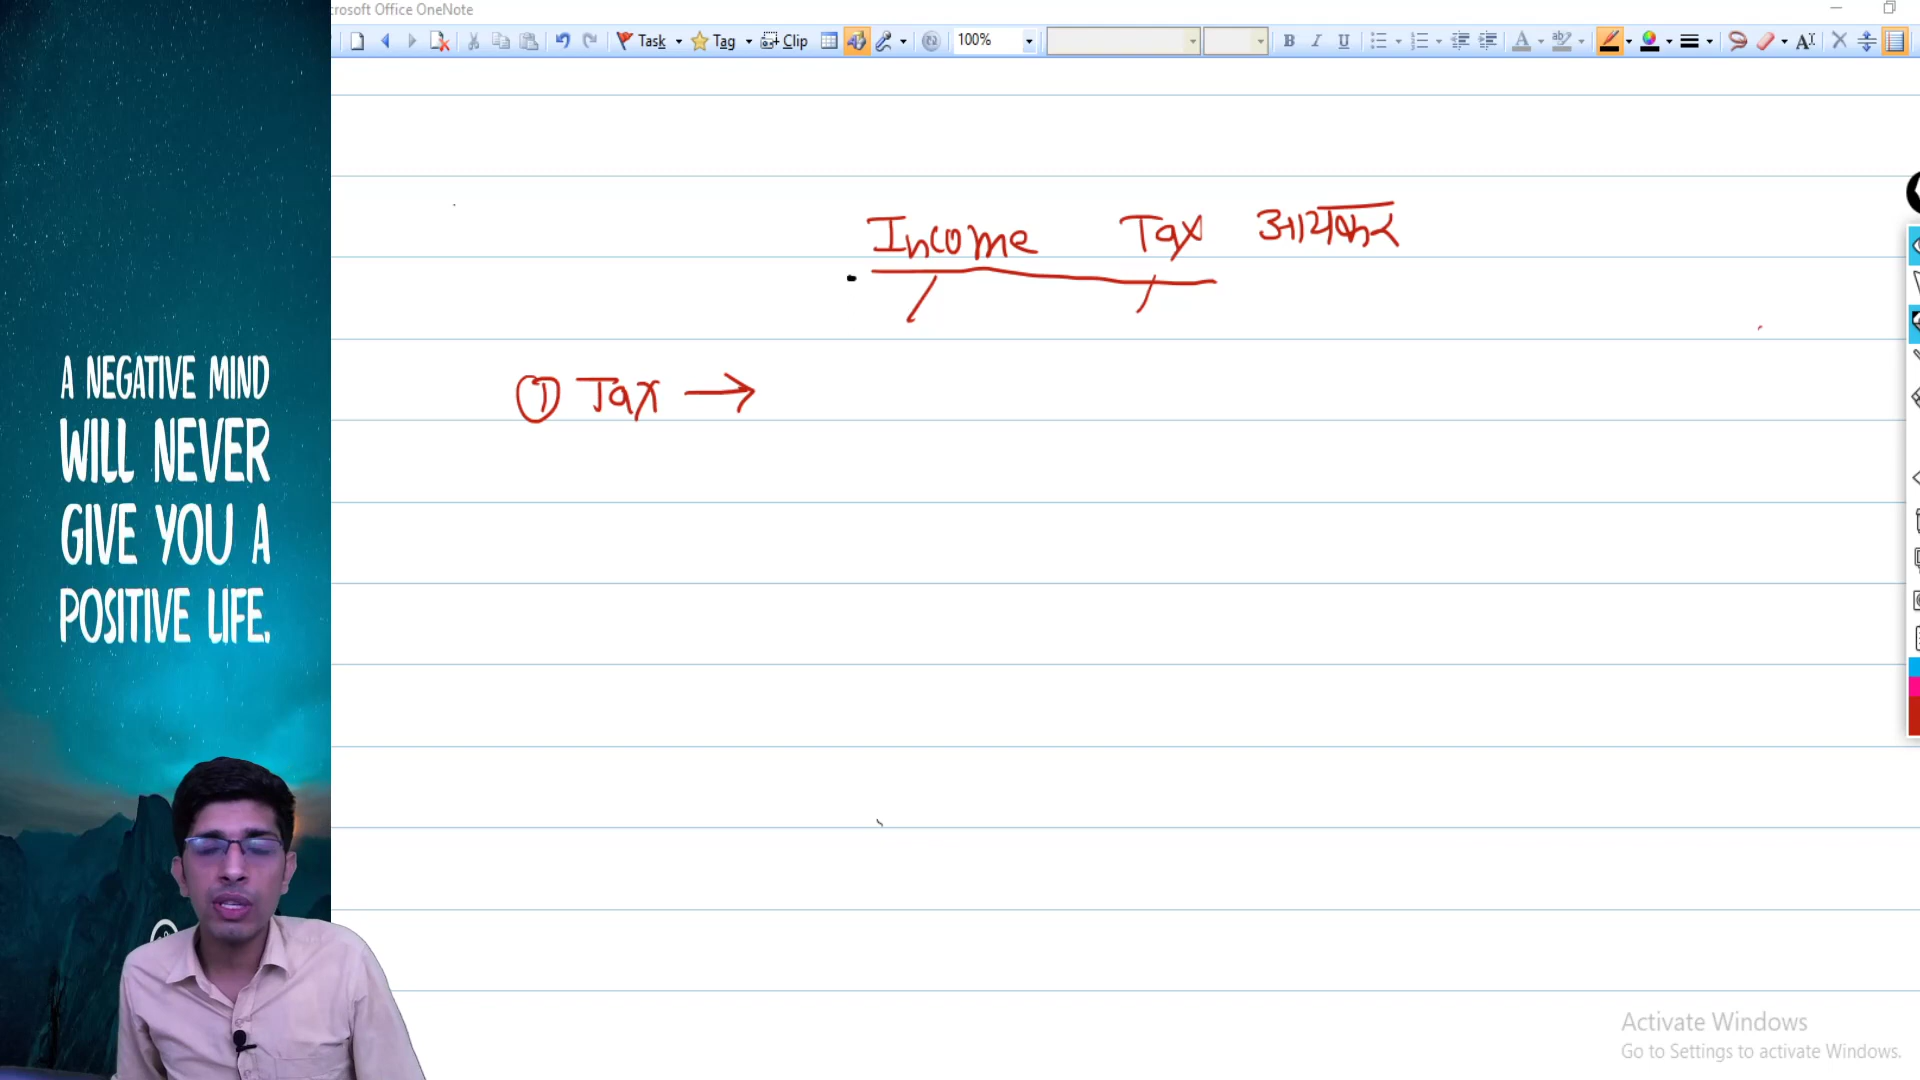 crosoft Office OneNote
Task Tag Clip 100% B I U
Income Tax आयकर
① Tax →
A NEGATIVE MIND
WILL NEVER
GIVE YOU A
POSITIVE LIFE.
Activate Windows
Go to Settings to activate Windows.